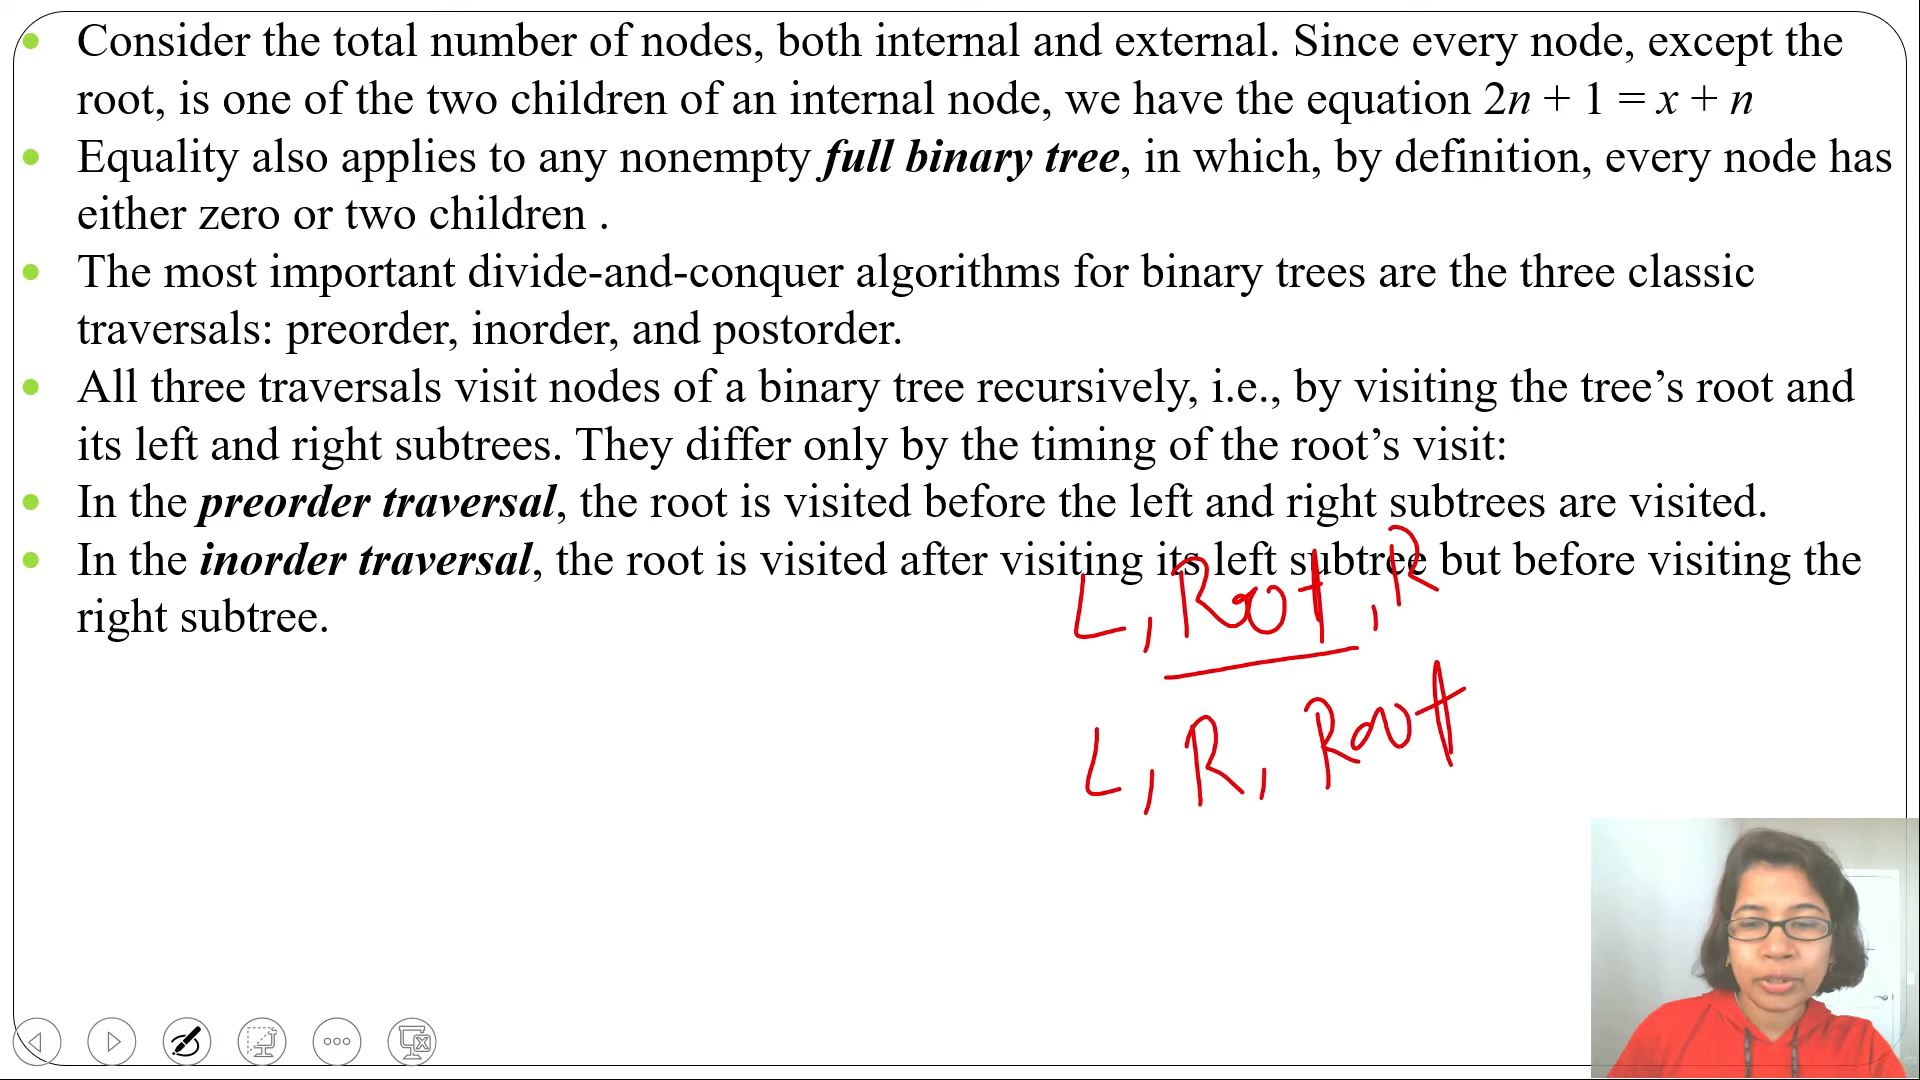 • Consider the total number of nodes, both internal and external. Since every node, except the
root, is one of the two children of an internal node, we have the equation 2n + 1 = x + n
• Equality also applies to any nonempty full binary tree, in which, by definition, every node has
either zero or two children .
• The most important divide-and-conquer algorithms for binary trees are the three classic
traversals: preorder, inorder, and postorder.
• All three traversals visit nodes of a binary tree recursively, i.e., by visiting the tree’s root and
its left and right subtrees. They differ only by the timing of the root’s visit:
• In the preorder traversal, the root is visited before the left and right subtrees are visited.
• In the inorder traversal, the root is visited after visiting its left subtree but before visiting the
right subtree.
L, Root, R
L, R, Root